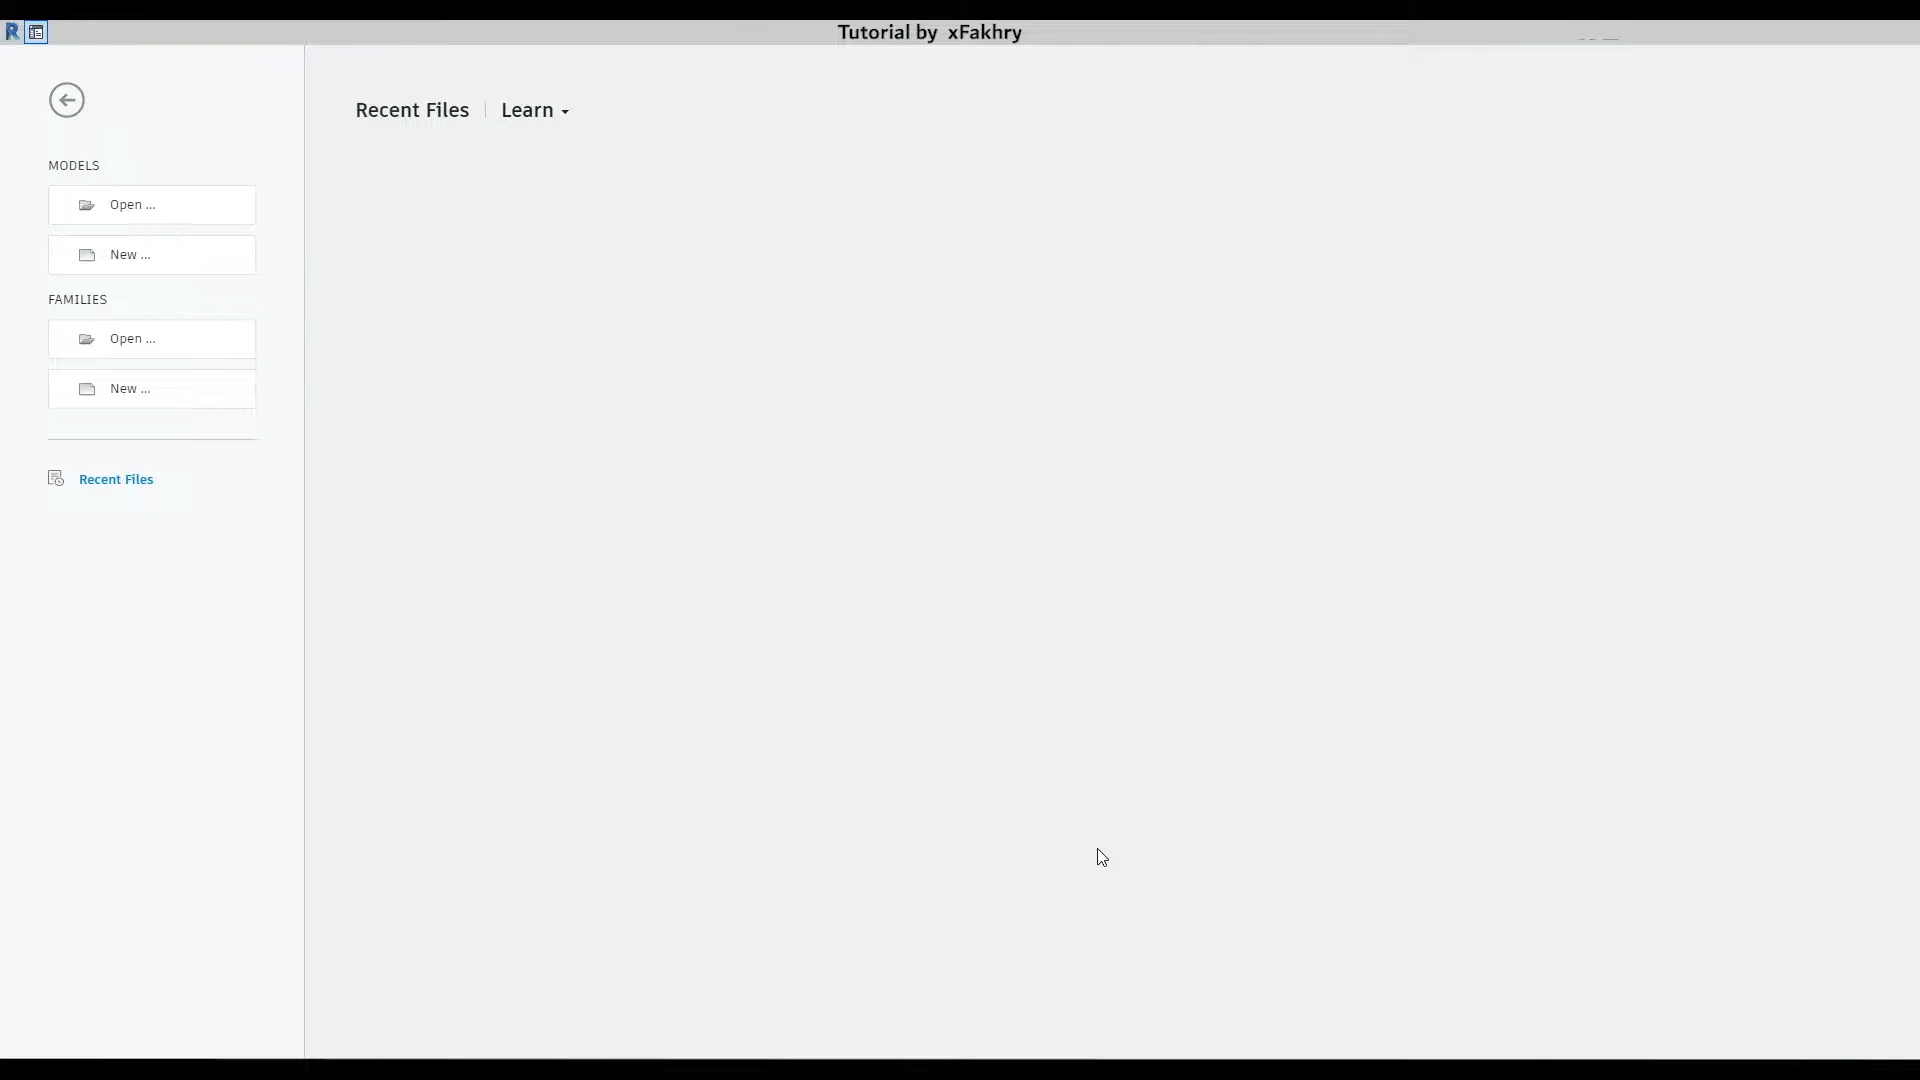 R
Tutorial by xFakhry
Recent Files
Learn
MODELS
Open ...
New ...
FAMILIES
Open ...
New ...
Recent Files